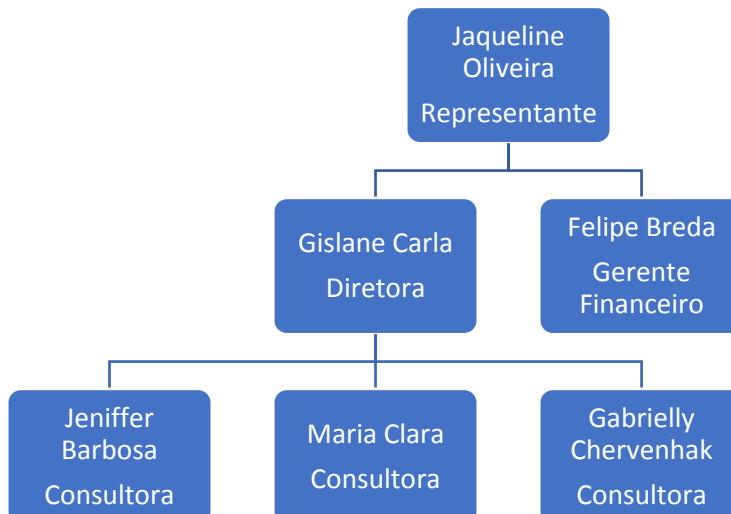 Jaqueline
Oliveira
Representante
Gislane Carla
Diretora
Felipe Breda
Gerente
Financeiro
Jeniffer
Barbosa
Consultora
Maria Clara
Consultora
Gabrielly
Chervenhak
Consultora